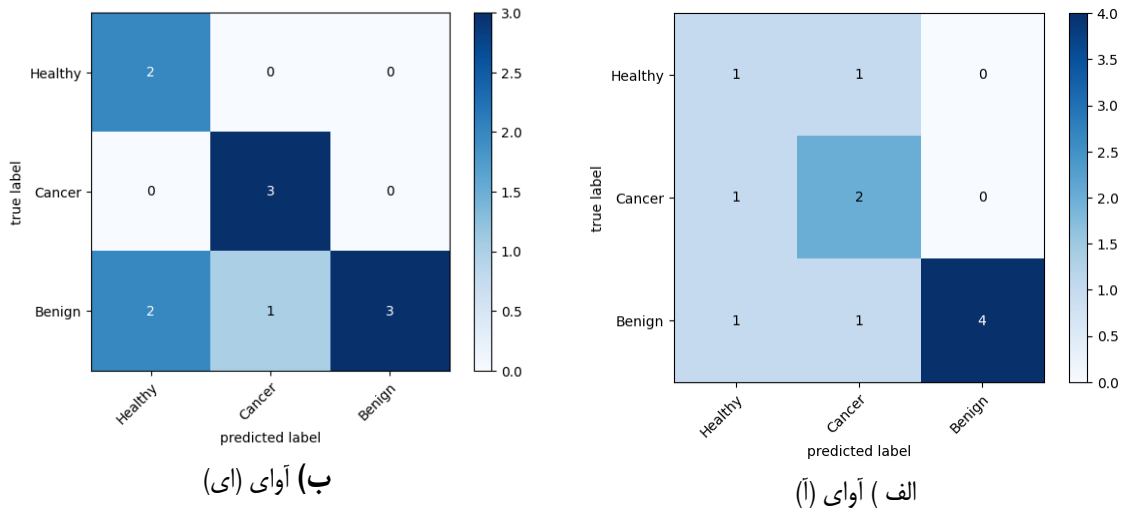 3.0
2.5
2.0
1.5
1.0
0.5
0.0
true label
Healthy 2 0 0
Cancer 0 3 0
Benign 2 1 3
Healthy Cancer Benign
predicted label
ب) آوای (ای)
4.0
3.5
3.0
2.5
2.0
1.5
1.0
0.5
0.0
true label
Healthy 1 1 0
Cancer 1 2 0
Benign 1 1 4
Healthy Cancer Benign
predicted label
الف ) آوای (آ)